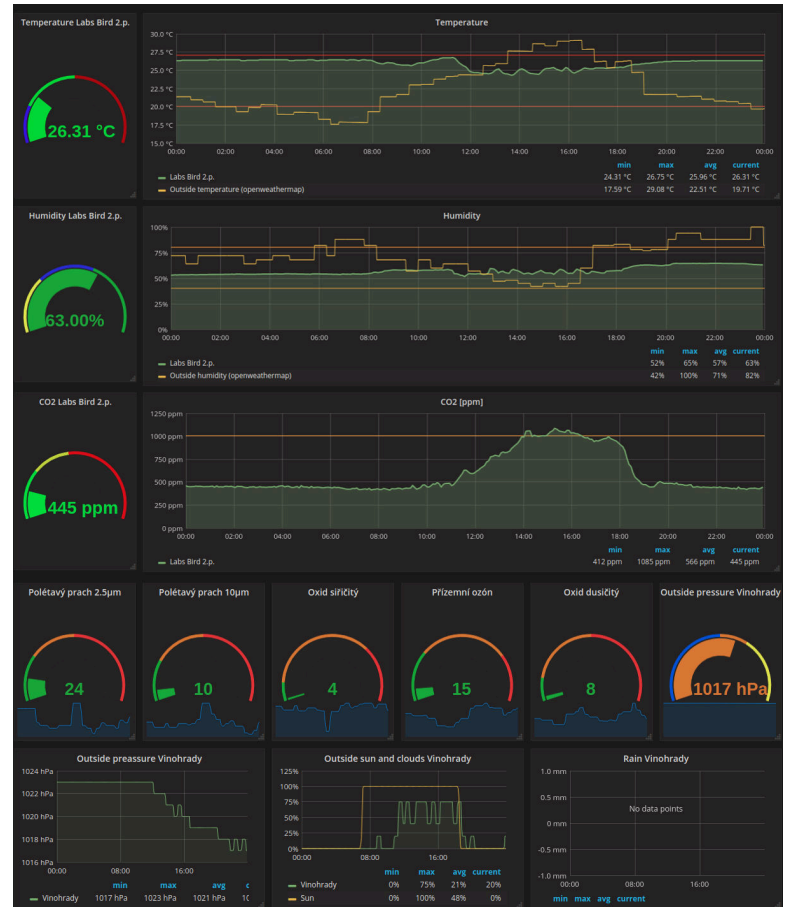 Temperature Labs Bird 2.p.
26.31 °C
Temperature
30.0 °C
27.5 °C
25.0 °C
22.5 °C
20.0 °C
17.5 °C
15.0 °C
00:00 02:00 04:00 06:00 08:00 10:00 12:00 14:00 16:00 18:00 20:00 22:00 00:00
min max avg current
Labs Bird 2.p. 24.31 °C 26.75 °C 25.96 °C 26.31 °C
Outside temperature (openweathermap) 17.59 °C 29.08 °C 22.51 °C 19.71 °C
Humidity Labs Bird 2.p.
63.00%
Humidity
100%
75%
50%
25%
0%
00:00 02:00 04:00 06:00 08:00 10:00 12:00 14:00 16:00 18:00 20:00 22:00 00:00
min max avg current
Labs Bird 2.p. 52% 65% 57% 63%
Outside humidity (openweathermap) 42% 100% 71% 82%
CO2 Labs Bird 2.p.
445 ppm
CO2 [ppm]
1250 ppm
1000 ppm
750 ppm
500 ppm
250 ppm
0 ppm
00:00 02:00 04:00 06:00 08:00 10:00 12:00 14:00 16:00 18:00 20:00 22:00 00:00
min max avg current
Labs Bird 2.p. 412 ppm 1085 ppm 566 ppm 445 ppm
Polétavý prach 2.5µm
24
Polétavý prach 10µm
10
Oxid siřičitý
4
Přízemní ozón
15
Oxid dusičitý
8
Outside pressure Vinohrady
1017 hPa
Outside preassure Vinohrady
1024 hPa
1022 hPa
1020 hPa
1018 hPa
1016 hPa
00:00 08:00 16:00
min max avg c
Vinohrady 1017 hPa 1023 hPa 1021 hPa 1C
Outside sun and clouds Vinohrady
125%
100%
75%
50%
25%
0%
00:00 08:00 16:00
min max avg current
Vinohrady 0% 75% 21% 20%
Sun 0% 100% 48% 0%
Rain Vinohrady
1.0 mm
0.5 mm
0 mm
-0.5 mm
-1.0 mm
No data points
00:00 08:00 16:00
min max avg current